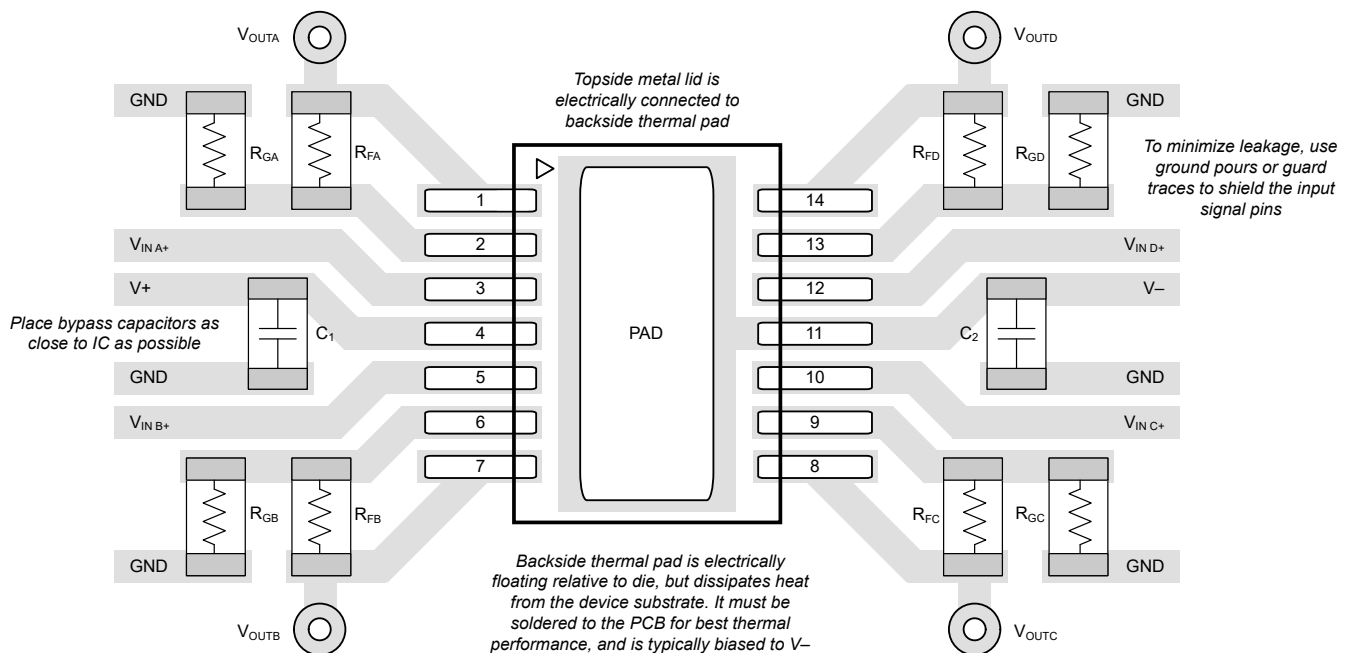 VOUTA
VOUTD
Topside metal lid is
electrically connected to
backside thermal pad
GND
GND
RGA
RFA
RFD
RGD
To minimize leakage, use
ground pours or guard
traces to shield the input
signal pins
1
14
2
13
VIN A+
VIN D+
3
12
V+
V–
Place bypass capacitors as
close to IC as possible
C1
4
PAD
11
C2
GND
5
10
GND
VIN B+
6
9
VIN C+
7
8
RGB
RFB
RFC
RGC
GND
GND
Backside thermal pad is electrically
floating relative to die, but dissipates heat
from the device substrate. It must be
soldered to the PCB for best thermal
performance, and is typically biased to V–
VOUTB
VOUTC